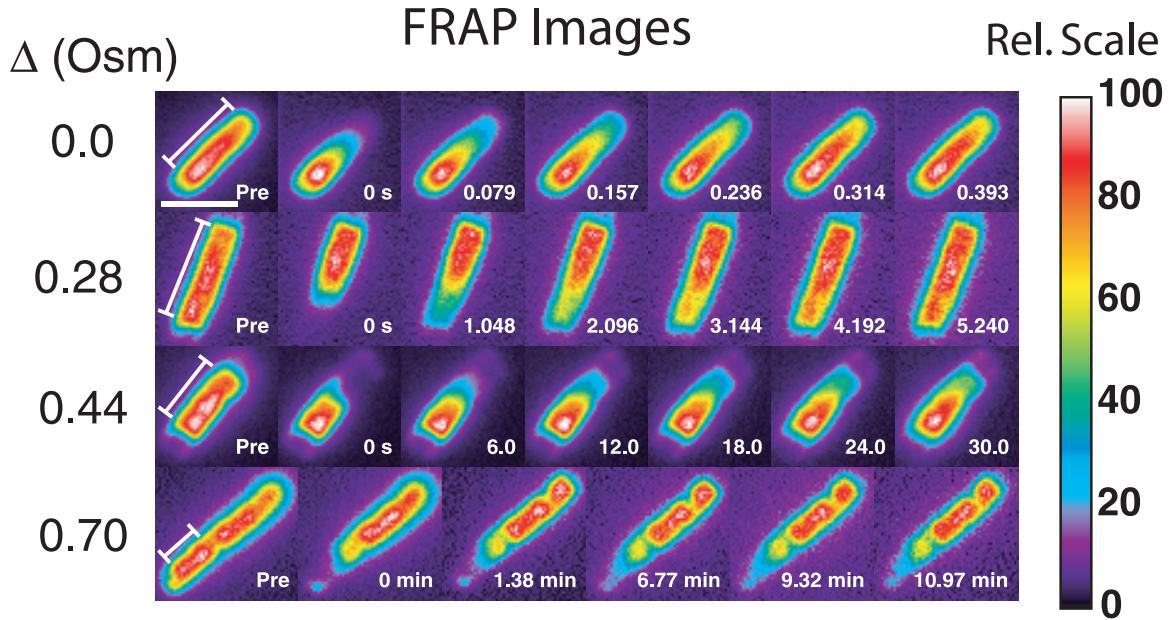 FRAP Images
Δ (Osm)
Rel. Scale
0.0
Pre
0 s
0.079
0.157
0.236
0.314
0.393
0.28
Pre
0 s
1.048
2.096
3.144
4.192
5.240
0.44
Pre
0 s
6.0
12.0
18.0
24.0
30.0
0.70
Pre
0 min
1.38 min
6.77 min
9.32 min
10.97 min
100
80
60
40
20
0